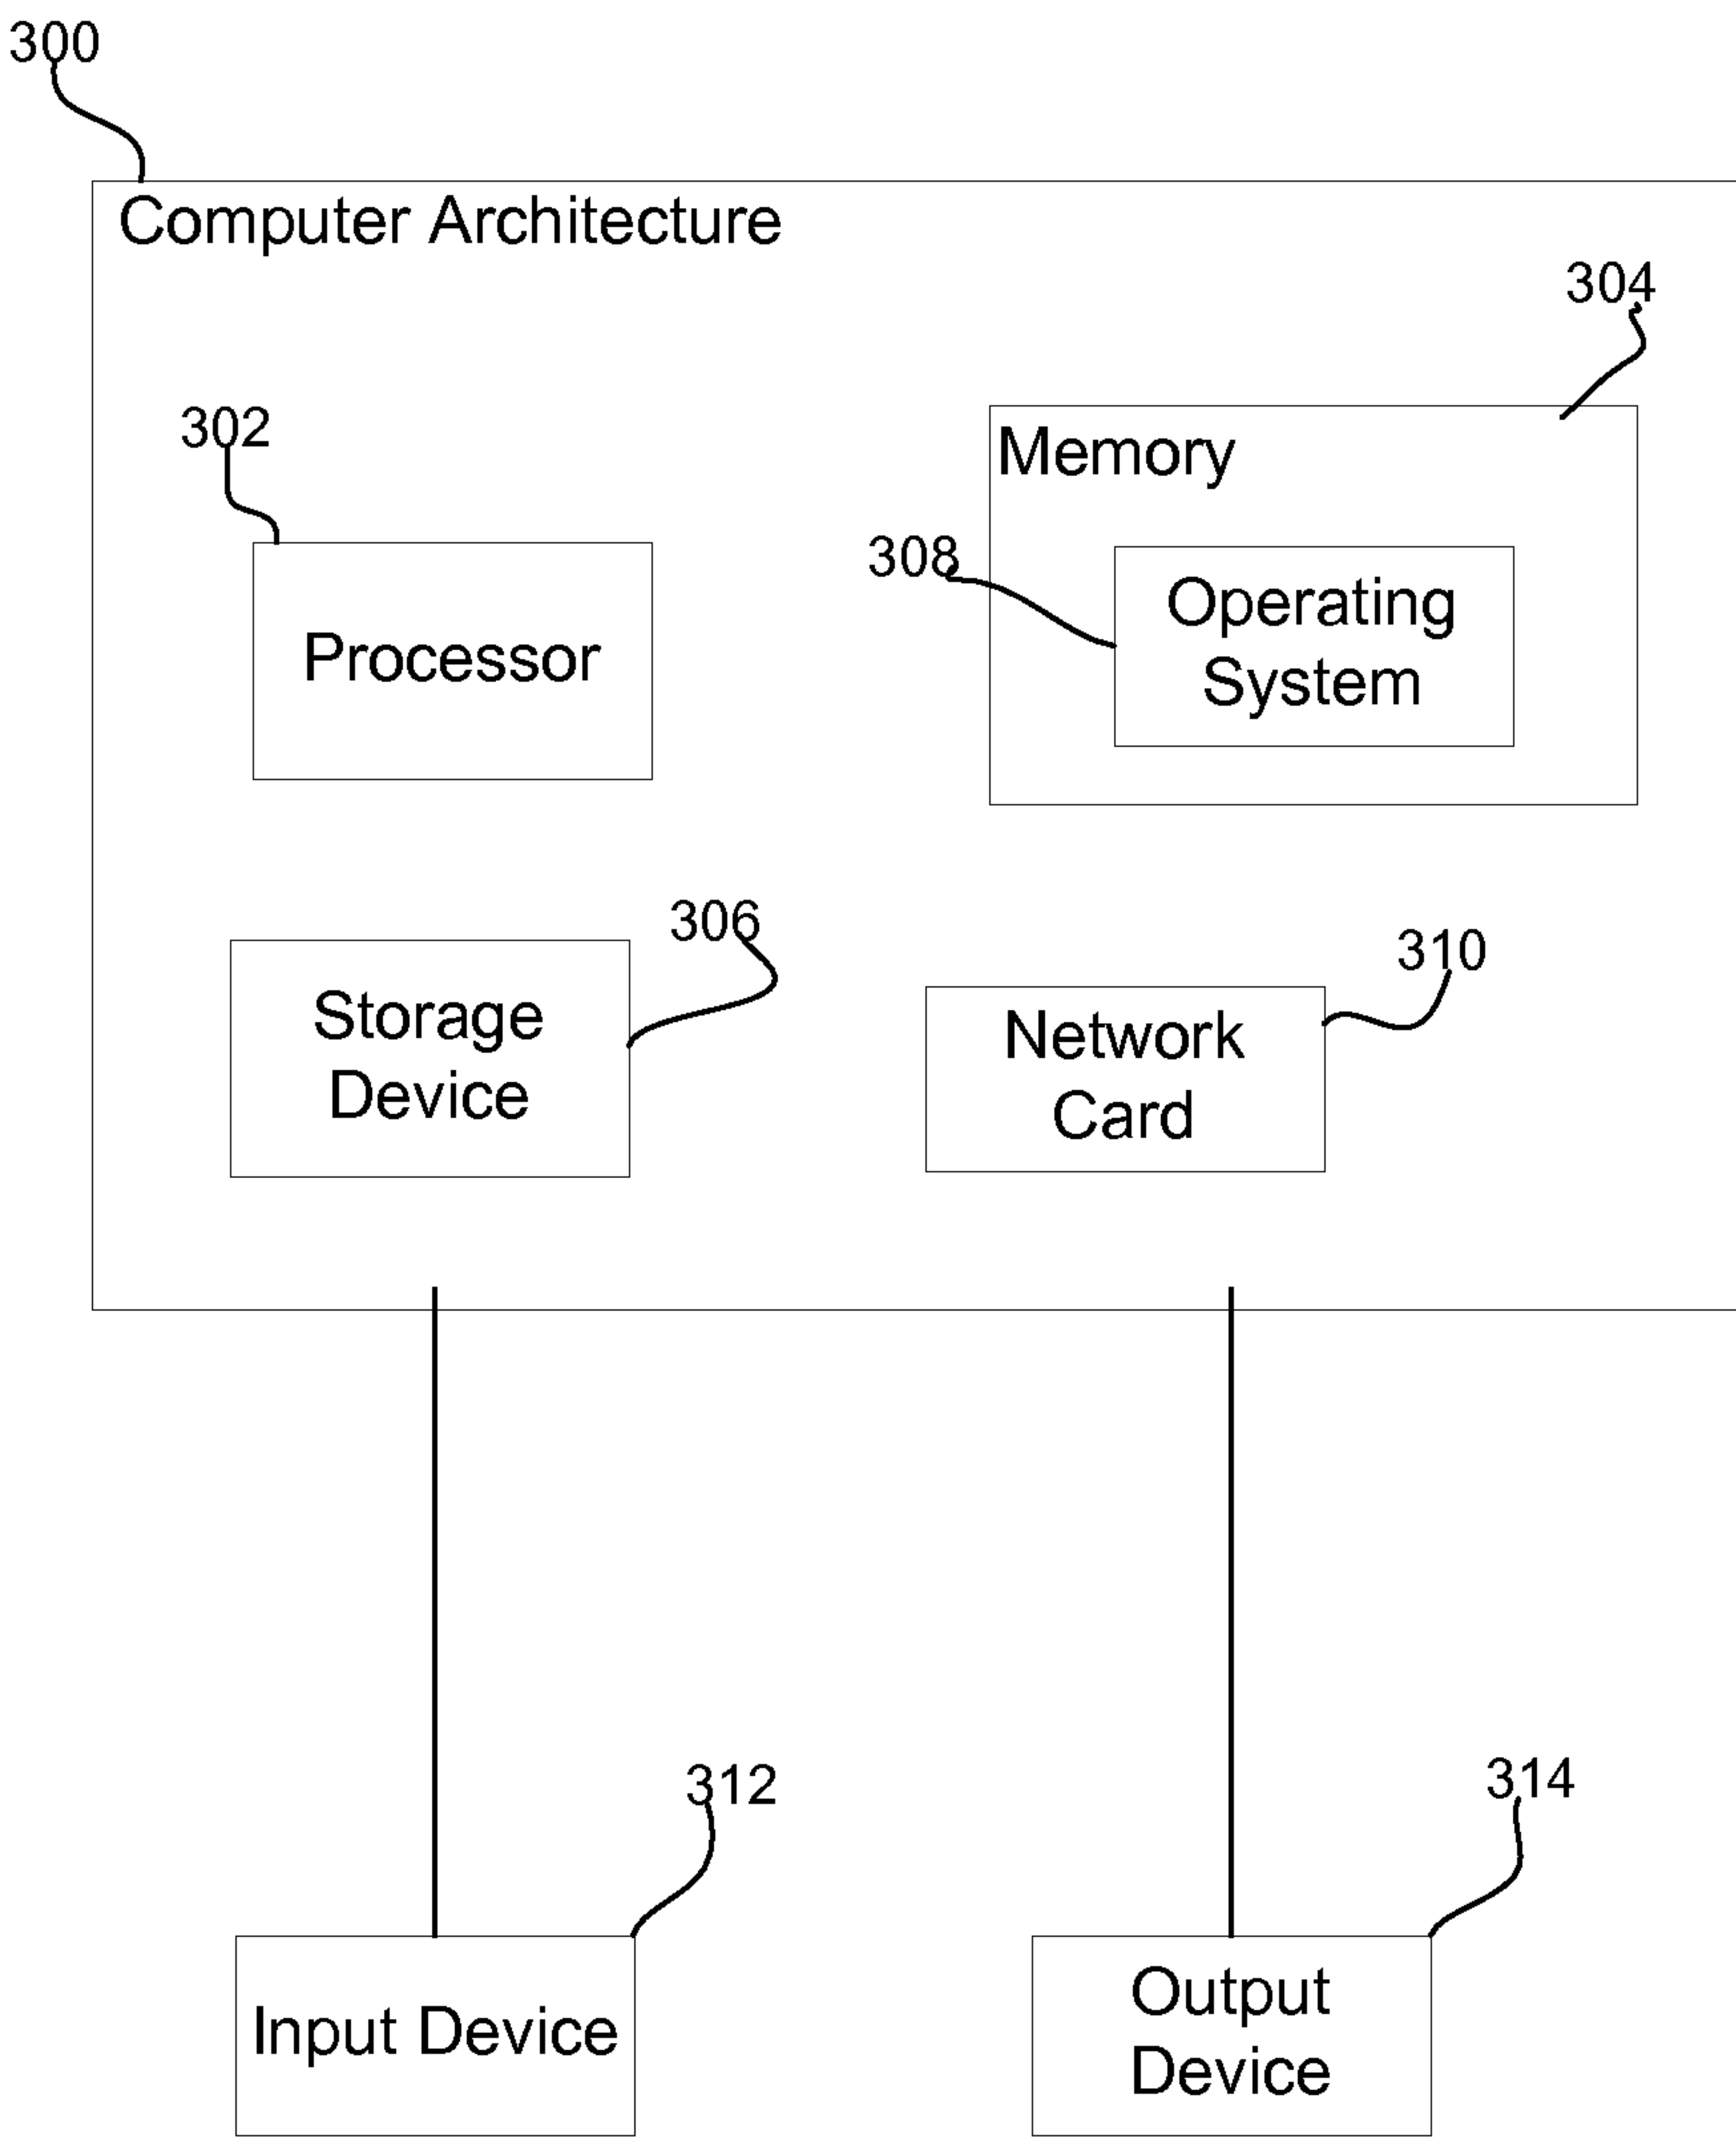 300
Computer Architecture
304
302
Memory
308
Operating
System
Processor
306
310
Storage
Device
Network
Card
312
314
Input Device
Output
Device